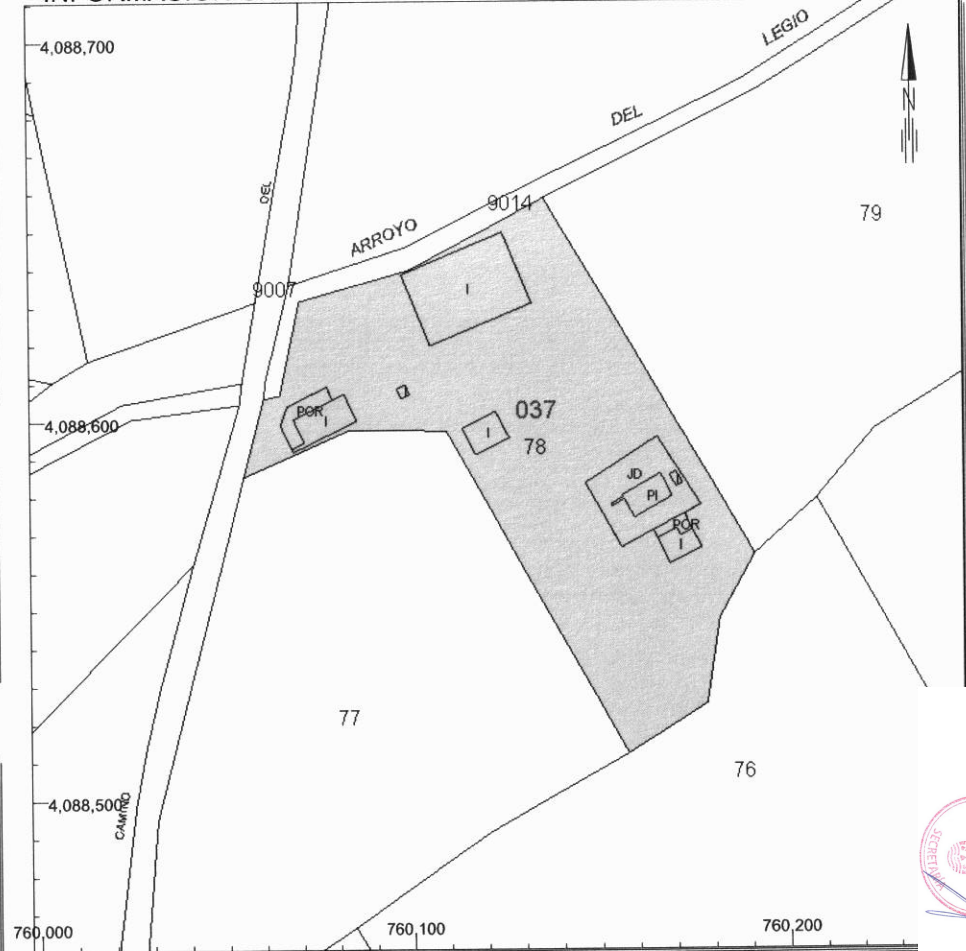 4,088,700
LEGIO
DEL
N
DEL
9014
79
ARROYO
9007
I
037
POR
I
4,088,600
I
78
JD
PI
POR
I
77
76
4,088,500
CAMINO
SECRETARÍA
760,000
760,100
760,200